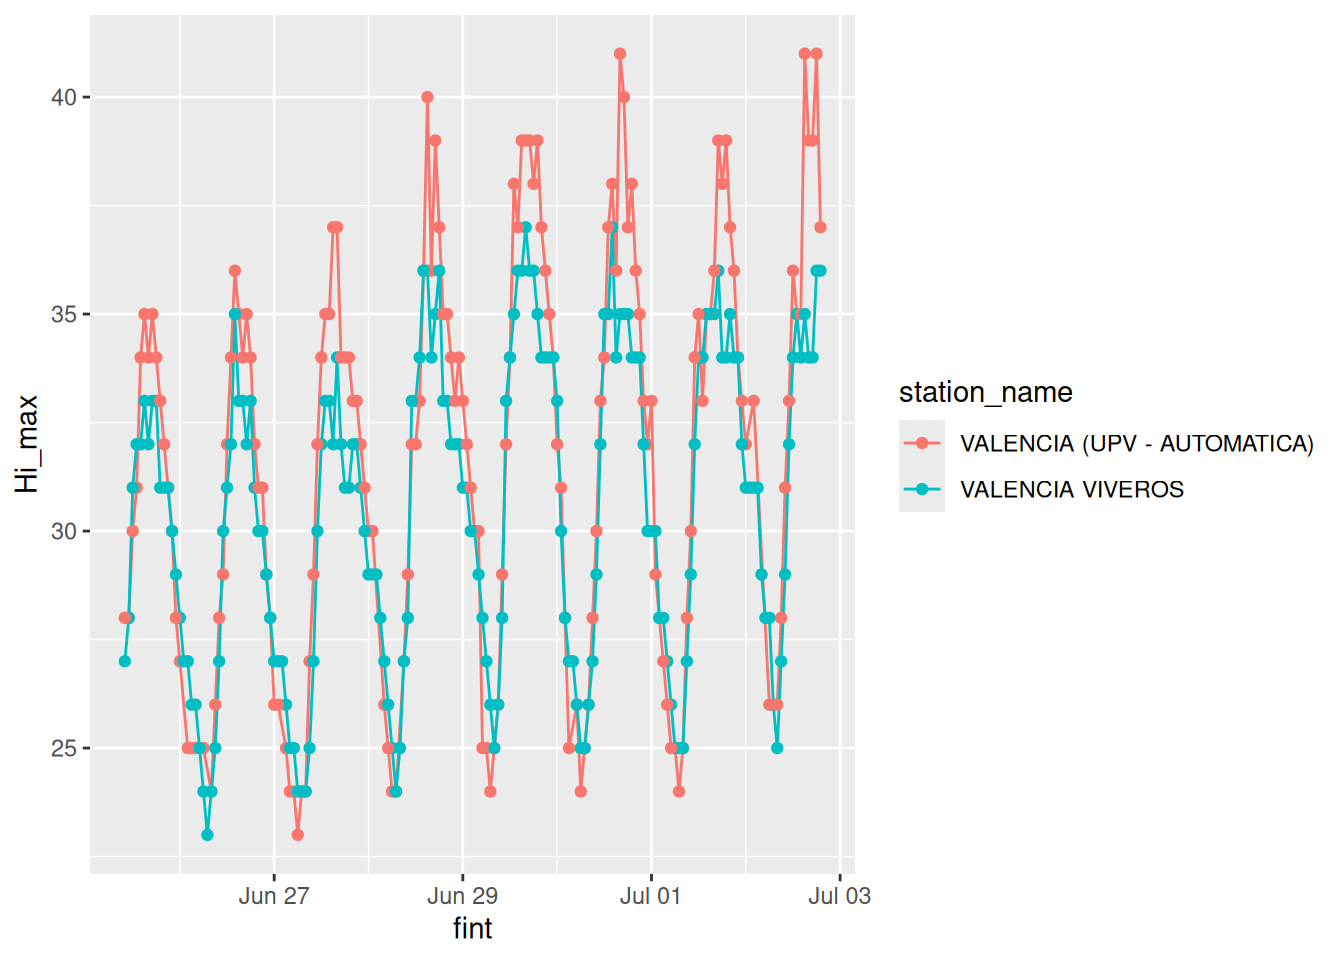 40
35
30
25
Hi_max
Jun 27
Jun 29
Jul 01
Jul 03
fint
station_name
VALENCIA (UPV - AUTOMATICA)
VALENCIA VIVEROS